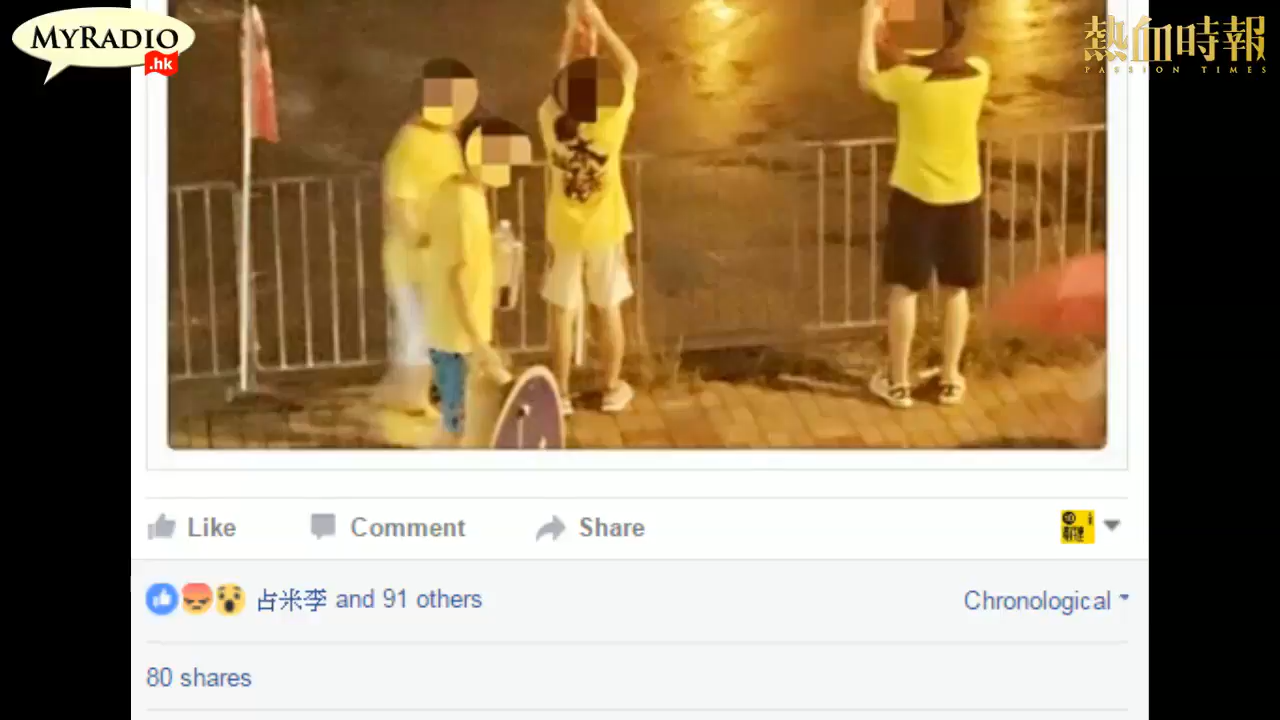 MYRADIO
.hk
熱血時報
PASSION TIMES
Like
Comment
Share
占米李 and 91 others
Chronological
80 shares